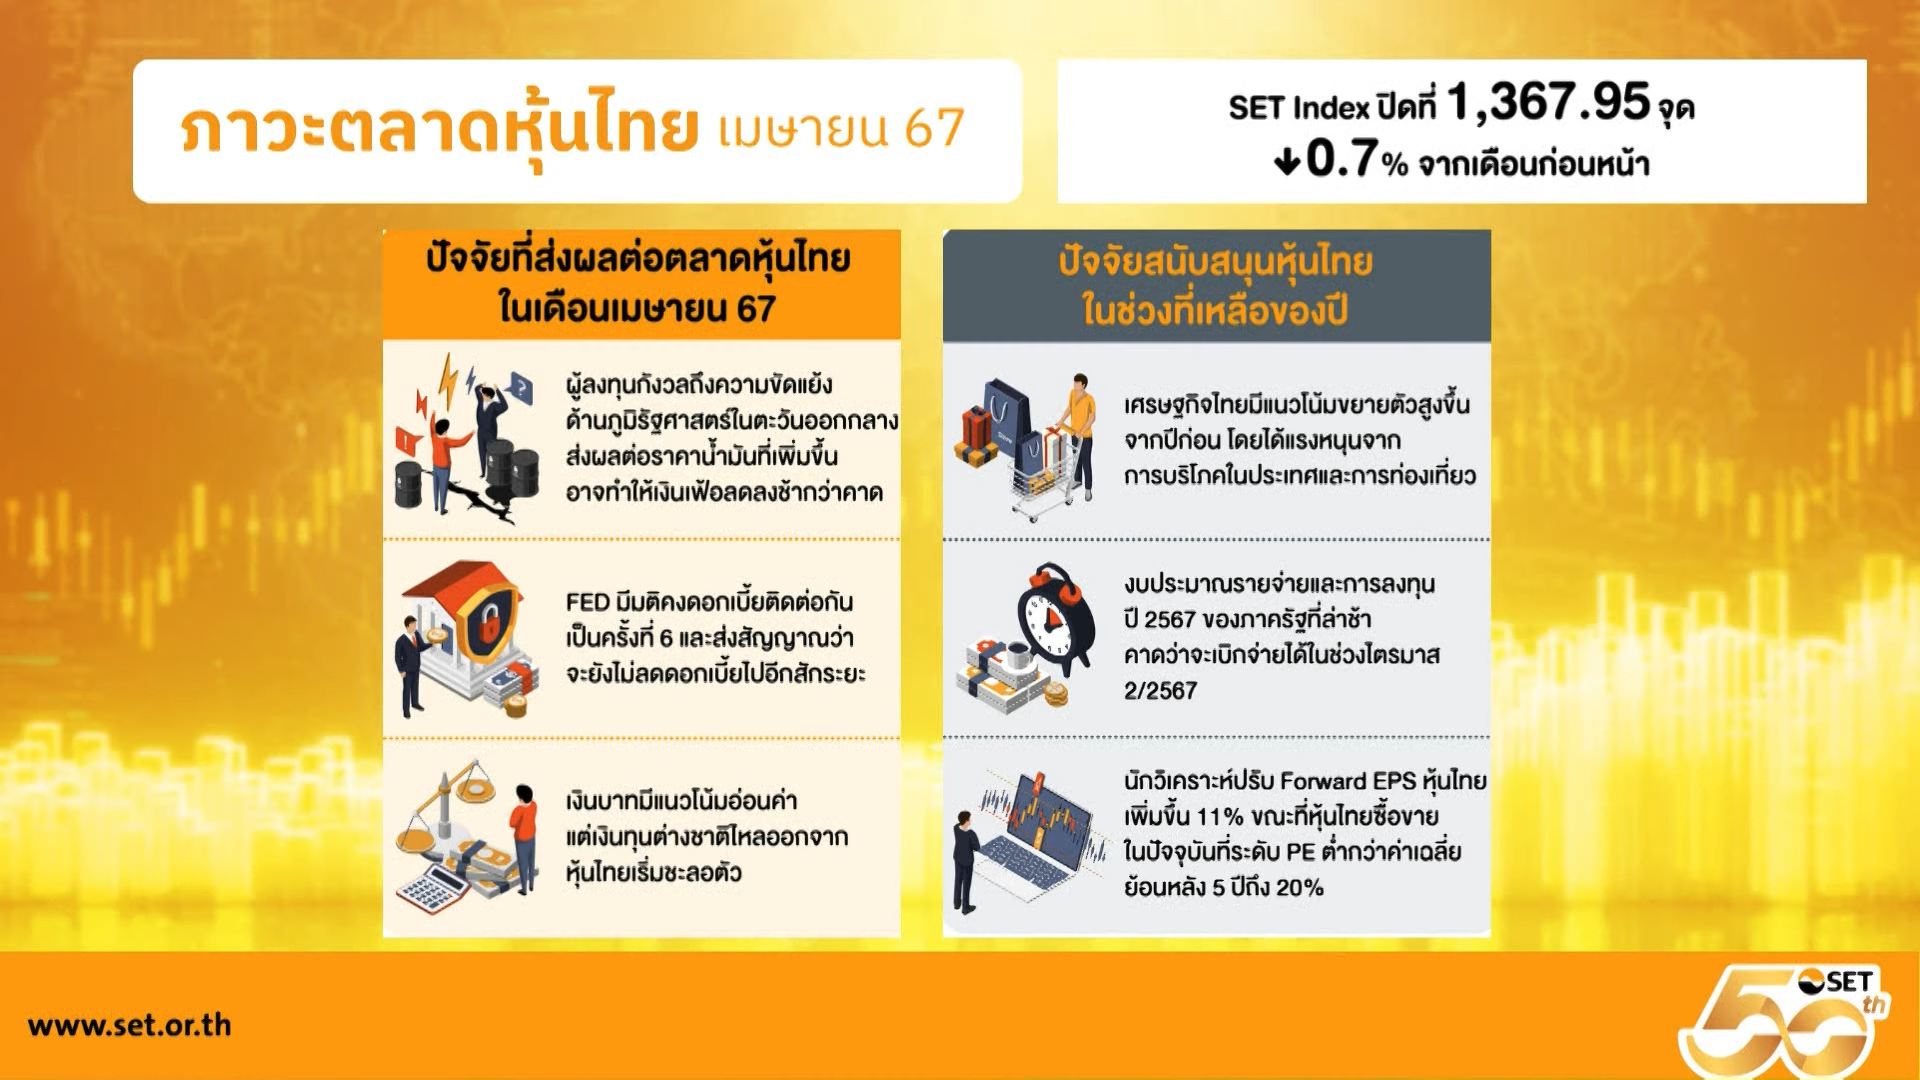 ภาวะตลาดหุ้นไทย เมษายน 67
SET Index ปิดที่ 1,367.95 จุด
↓0.7% จากเดือนก่อนหน้า
ปัจจัยที่ส่งผลต่อตลาดหุ้นไทย
ในเดือนเมษายน 67
ผู้ลงทุนกังวลถึงความขัดแย้ง
ด้านภูมิรัฐศาสตร์ในตะวันออกกลาง
ส่งผลต่อราคาน้ำมันที่เพิ่มขึ้น
อาจทำให้เงินเฟ้อลดลงช้ากว่าคาด
FED มีมติคงดอกเบี้ยติดต่อกัน
เป็นครั้งที่ 6 และส่งสัญญาณว่า
จะยังไม่ลดดอกเบี้ยไปอีกสักระยะ
เงินบาทมีแนวโน้มอ่อนค่า
แต่เงินทุนต่างชาติไหลออกจาก
หุ้นไทยเริ่มชะลอตัว
ปัจจัยสนับสนุนหุ้นไทย
ในช่วงที่เหลือของปี
เศรษฐกิจไทยมีแนวโน้มขยายตัวสูงขึ้น
จากปีก่อน โดยได้แรงหนุนจาก
การบริโภคในประเทศและการท่องเที่ยว
งบประมาณรายจ่ายและการลงทุน
ปี 2567 ของภาครัฐที่ล่าช้า
คาดว่าจะเบิกจ่ายได้ในช่วงไตรมาส
2/2567
นักวิเคราะห์ปรับ Forward EPS หุ้นไทย
เพิ่มขึ้น 11% ขณะที่หุ้นไทยซื้อขาย
ในปัจจุบันที่ระดับ PE ต่ำกว่าค่าเฉลี่ย
ย้อนหลัง 5 ปีถึง 20%
www.set.or.th
SET
50th